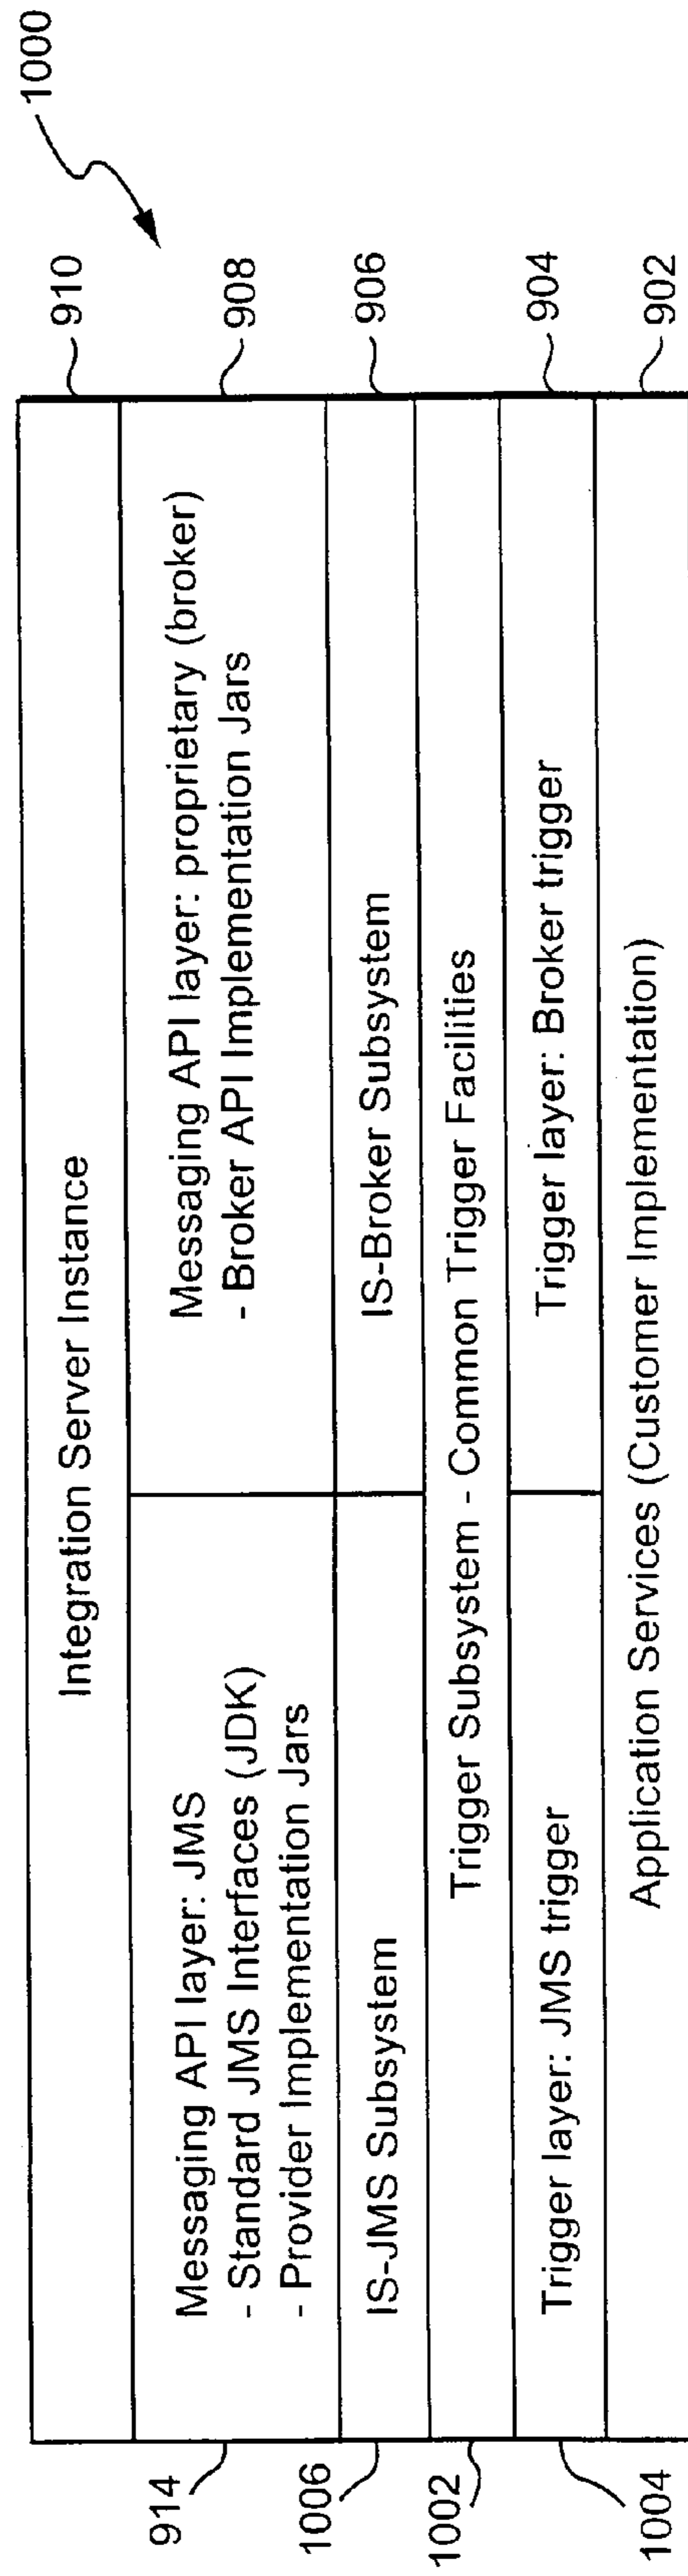 1000
Integration Server Instance
910
914
Messaging API layer: JMS
- Standard JMS Interfaces (JDK)
- Provider Implementation Jars
Messaging API layer: proprietary (broker)
- Broker API Implementation Jars
908
1006
IS-JMS Subsystem
IS-Broker Subsystem
906
1002
Trigger Subsystem - Common Trigger Facilities
1004
Trigger layer: JMS trigger
Trigger layer: Broker trigger
904
Application Services (Customer Implementation)
902